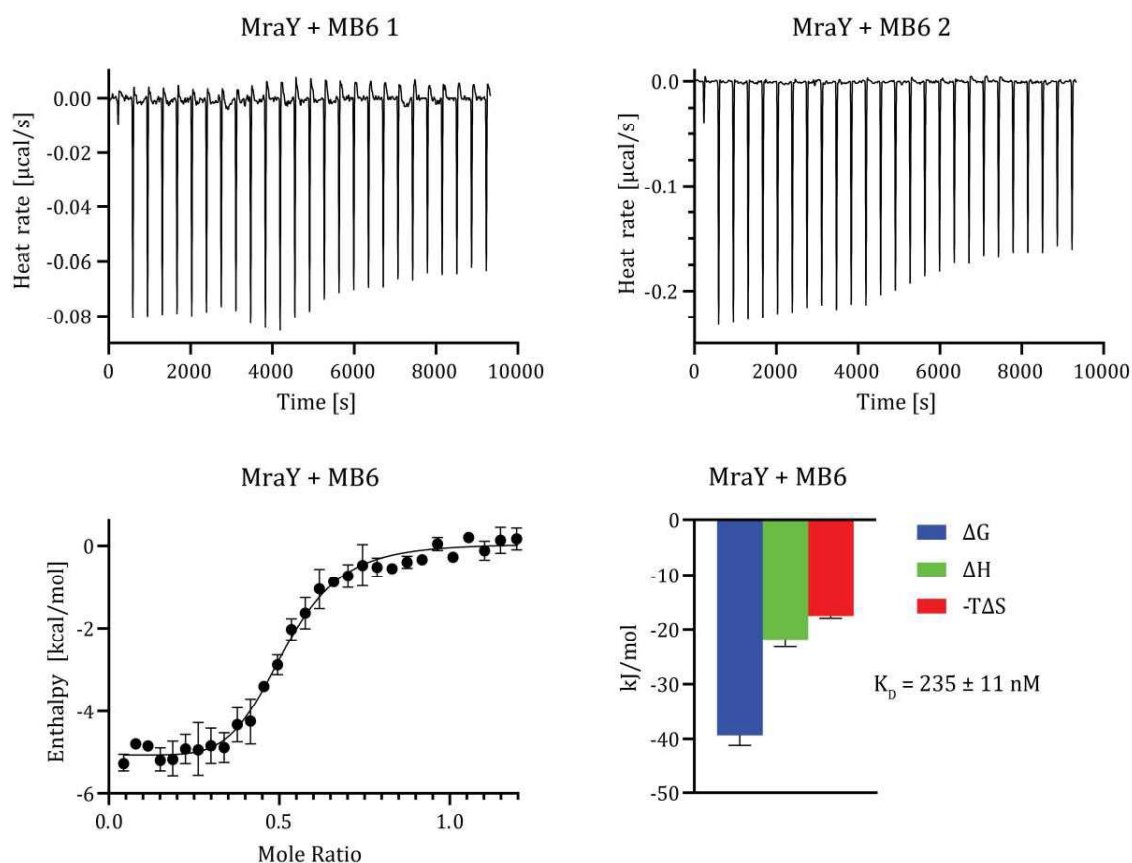 MraY + MB6 1
Heat rate [µcal/s]
0.00
-0.02
-0.04
-0.06
-0.08
0 2000 4000 6000 8000 10000
Time [s]
MraY + MB6 2
Heat rate [µcal/s]
0.0
-0.1
-0.2
0 2000 4000 6000 8000 10000
Time [s]
MraY + MB6
Enthalpy [kcal/mol]
0
-2
-4
-6
0.0 0.5 1.0
Mole Ratio
MraY + MB6
kJ/mol
0
-10
-20
-30
-40
-50
ΔG
ΔH
-TΔS
K_D = 235 ± 11 nM